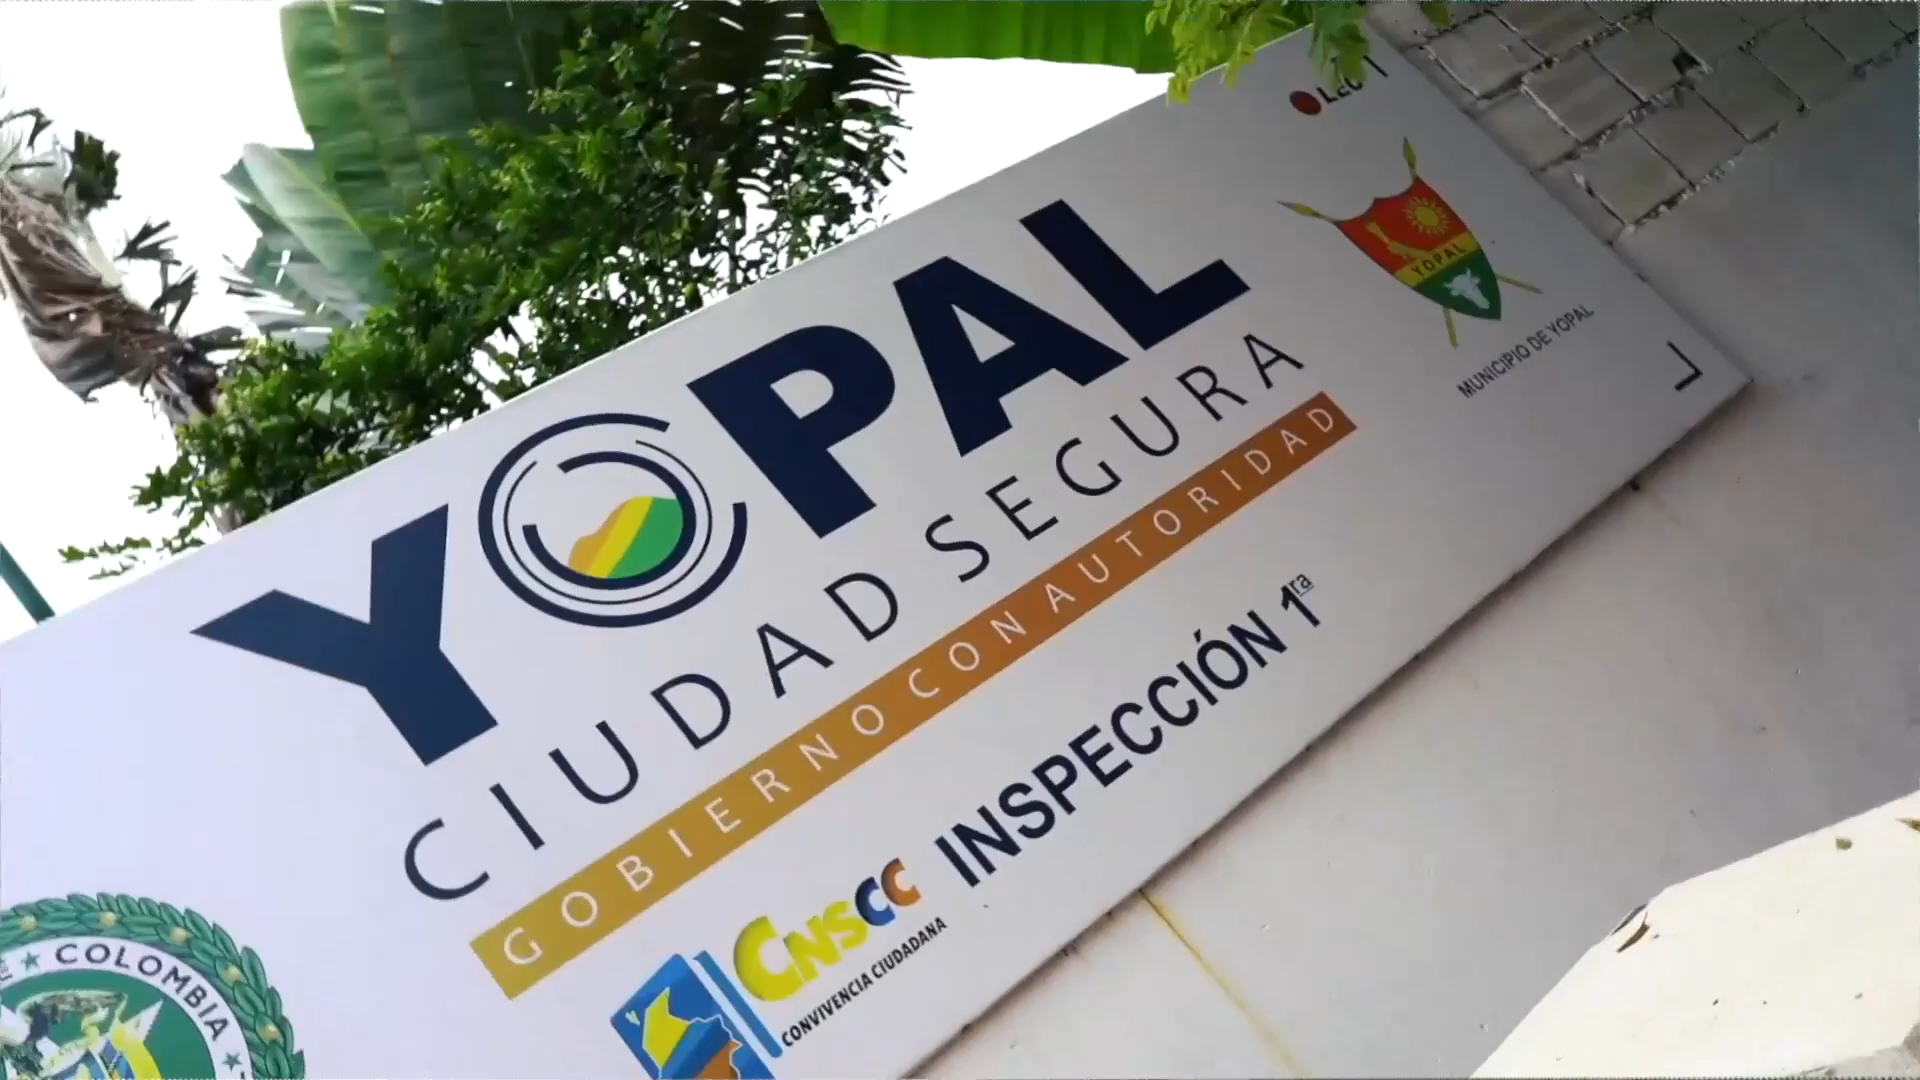 YOPAL
CIUDAD SEGURA
GOBIERNO CON AUTORIDAD
INSPECCIÓN 1ra
CNSCC
CONVIVENCIA CIUDADANA
YOPAL
MUNICIPIO DE YOPAL
COLOMBIA